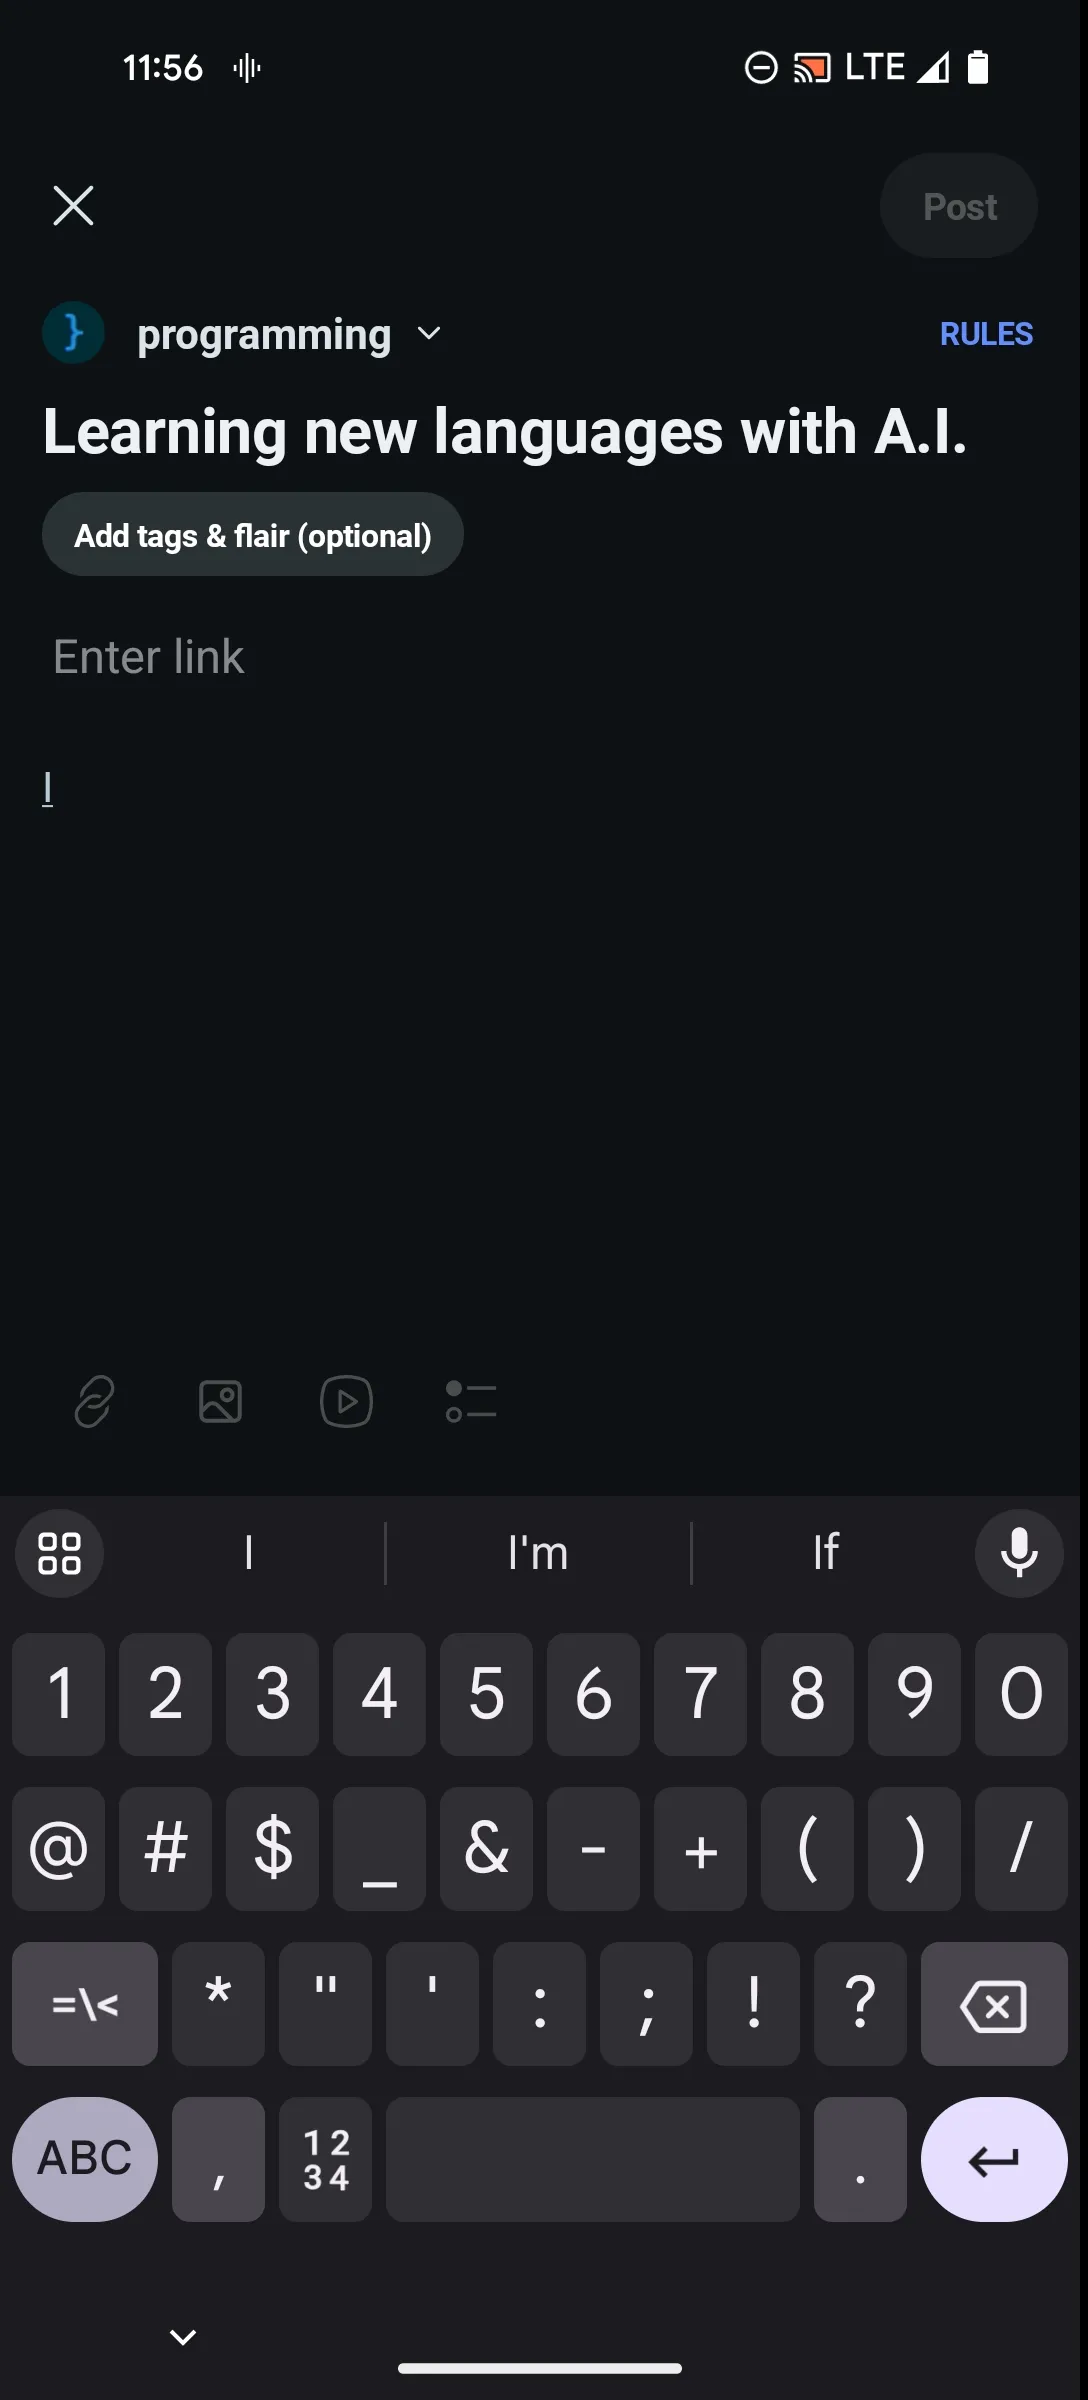 11:56
LTE
Post
programming
RULES
Learning new languages with A.I.
Add tags & flair (optional)
Enter link
I
I I'm If
1 2 3 4 5 6 7 8 9 0
@ # $ _ & - + ( ) /
=\< * " ' : ; ! ?
ABC , 12 34 .